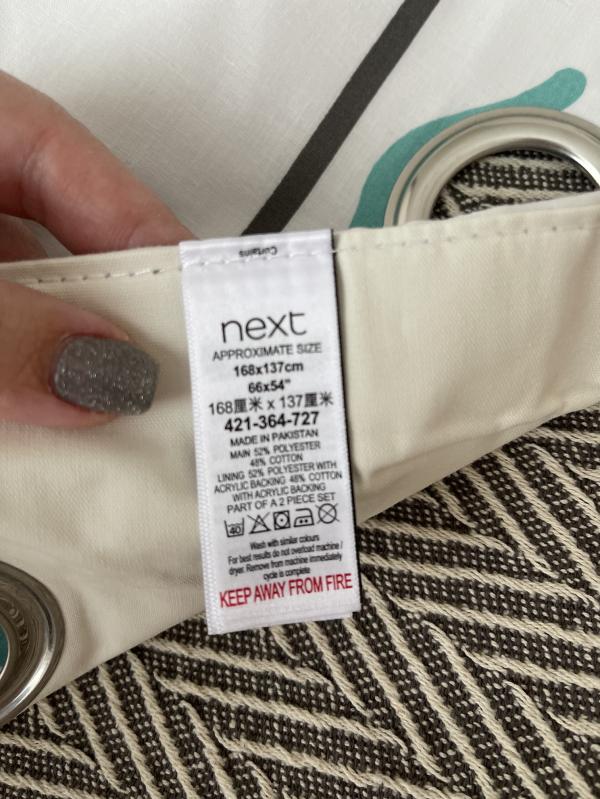 Curtains
next
APPROXIMATE SIZE
168x137cm
66x54"
168厘米 x 137厘米
421-364-727
MADE IN PAKISTAN
MAIN 52% POLYESTER
48% COTTON
LINING 52% POLYESTER WITH
ACRYLIC BACKING 48% COTTON
WITH ACRYLIC BACKING
PART OF A 2 PIECE SET
40
Wash with similar colours
For best results do not overload machine /
dryer. Remove from machine immediately
cycle is complete
KEEP AWAY FROM FIRE